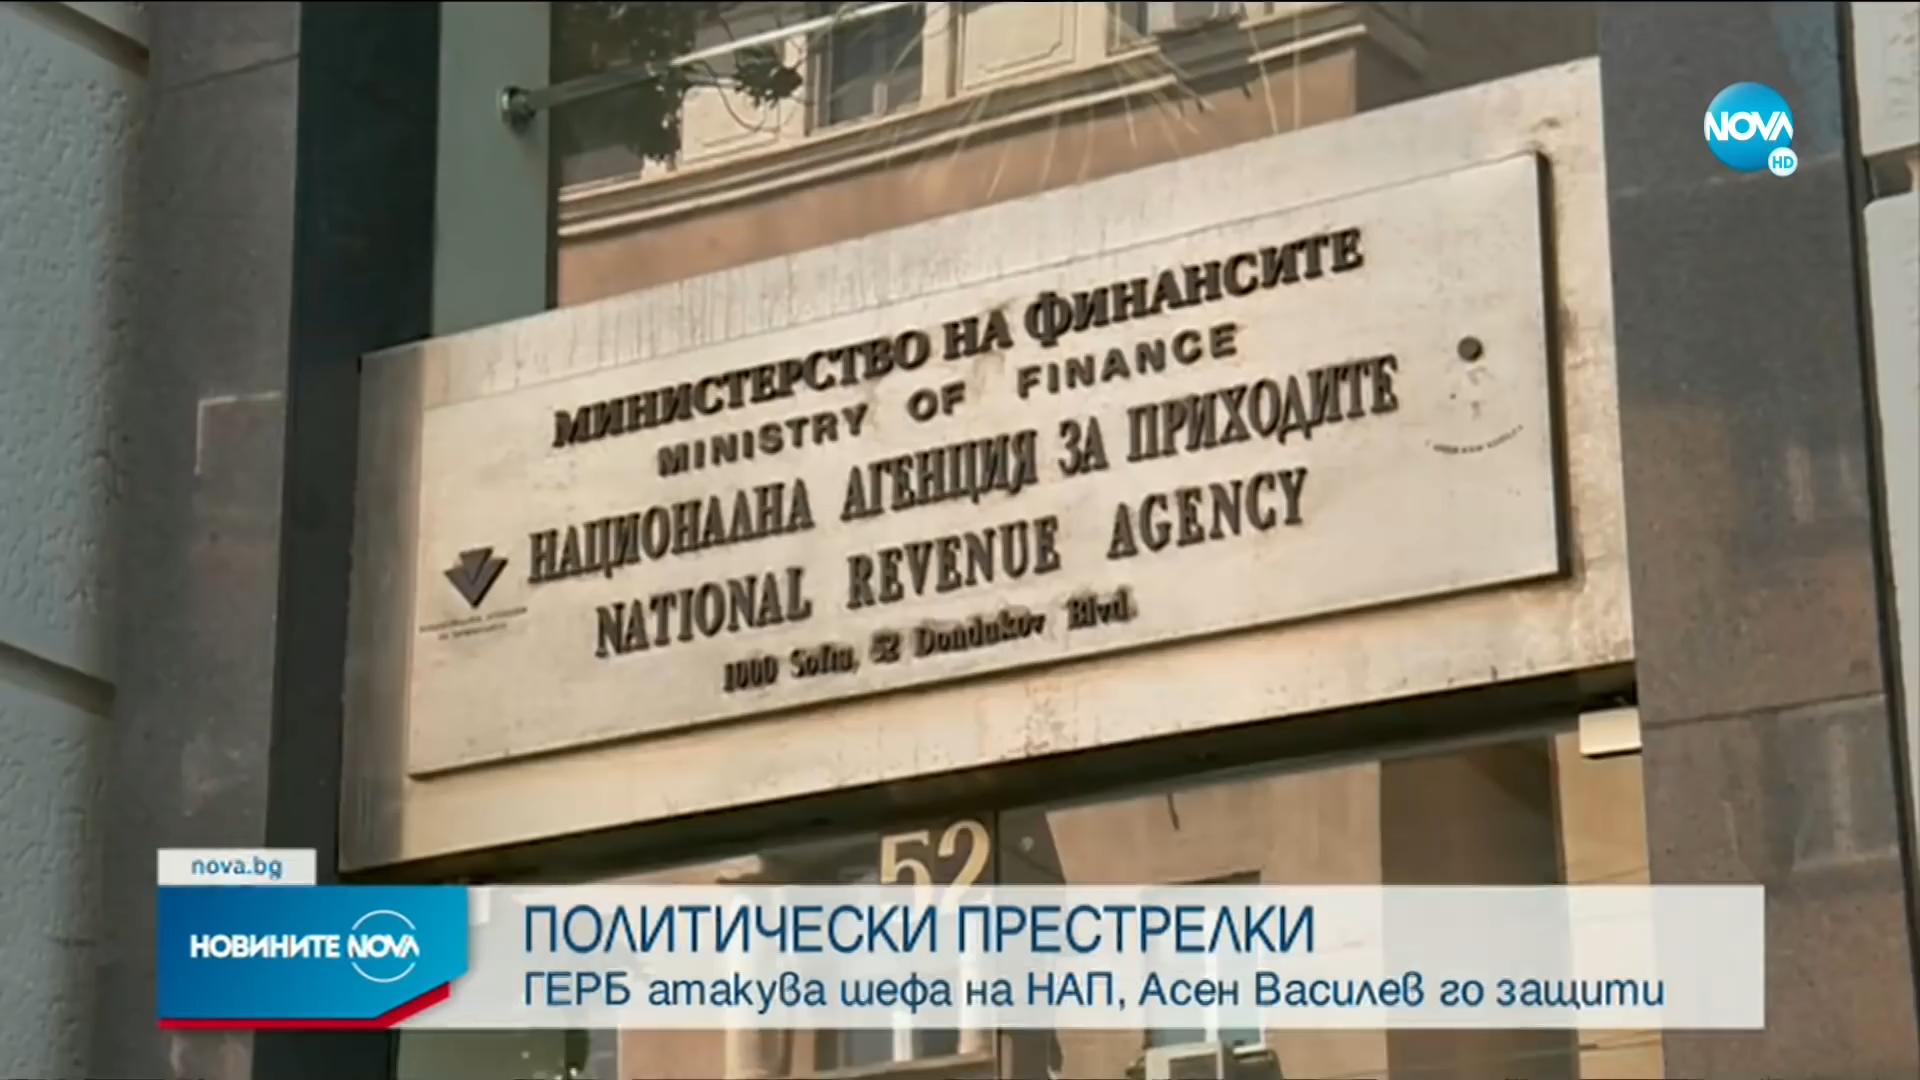 NOVA
HD
МИНИСТЕРСТВО НА ФИНАНСИТЕ
MINISTRY OF FINANCE
НАЦИОНАЛНА АГЕНЦИЯ ЗА ПРИХОДИТЕ
NATIONAL REVENUE AGENCY
1000 Sofia, 52 Dondukov Blvd.
52
nova.bg
НОВИНИТЕ NOVA
ПОЛИТИЧЕСКИ ПРЕСТРЕЛКИ
ГЕРБ атакува шефа на НАП, Асен Василев го защити